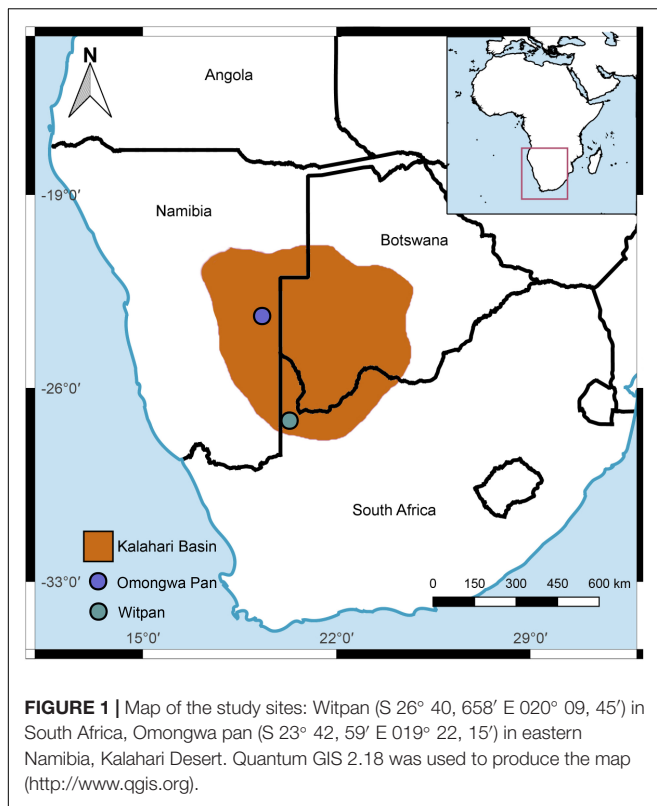 N
Angola
-19°0′
Namibia
Botswana
-26°0′
South Africa
Kalahari Basin
Omongwa Pan
Witpan
-33°0′
0 150 300 450 600 km
15°0′ 22°0′ 29°0′
FIGURE 1 | Map of the study sites: Witpan (S 26° 40, 658′ E 020° 09, 45′) in
South Africa, Omongwa pan (S 23° 42, 59′ E 019° 22, 15′) in eastern
Namibia, Kalahari Desert. Quantum GIS 2.18 was used to produce the map
(http://www.qgis.org).